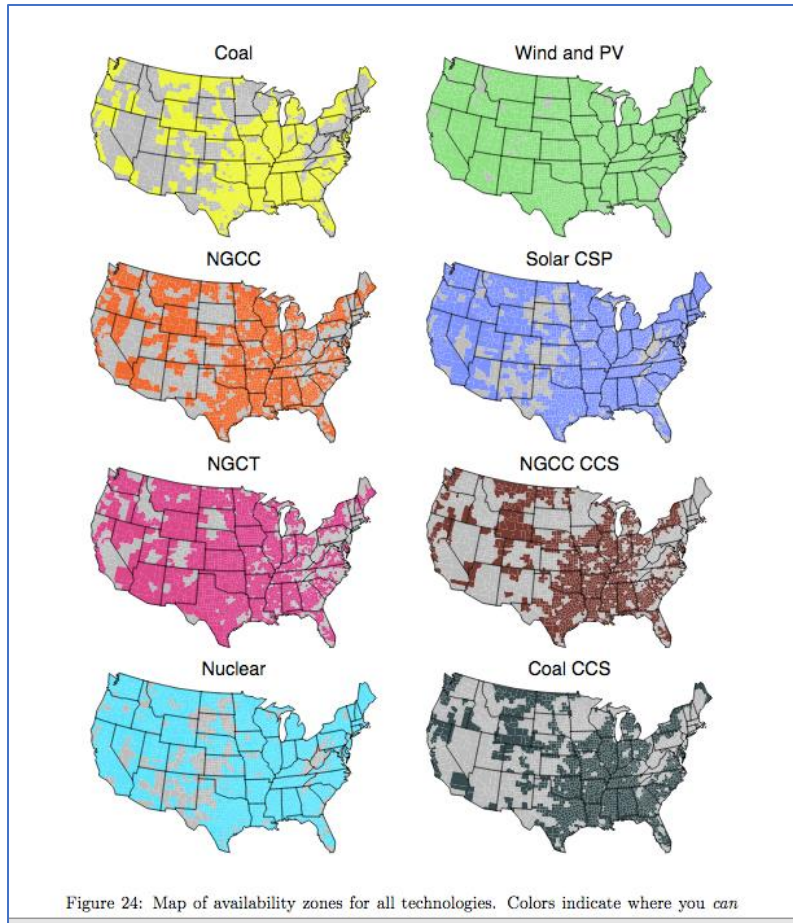 Coal
Wind and PV
NGCC
Solar CSP
NGCT
NGCC CCS
Nuclear
Coal CCS
Figure 24: Map of availability zones for all technologies. Colors indicate where you can